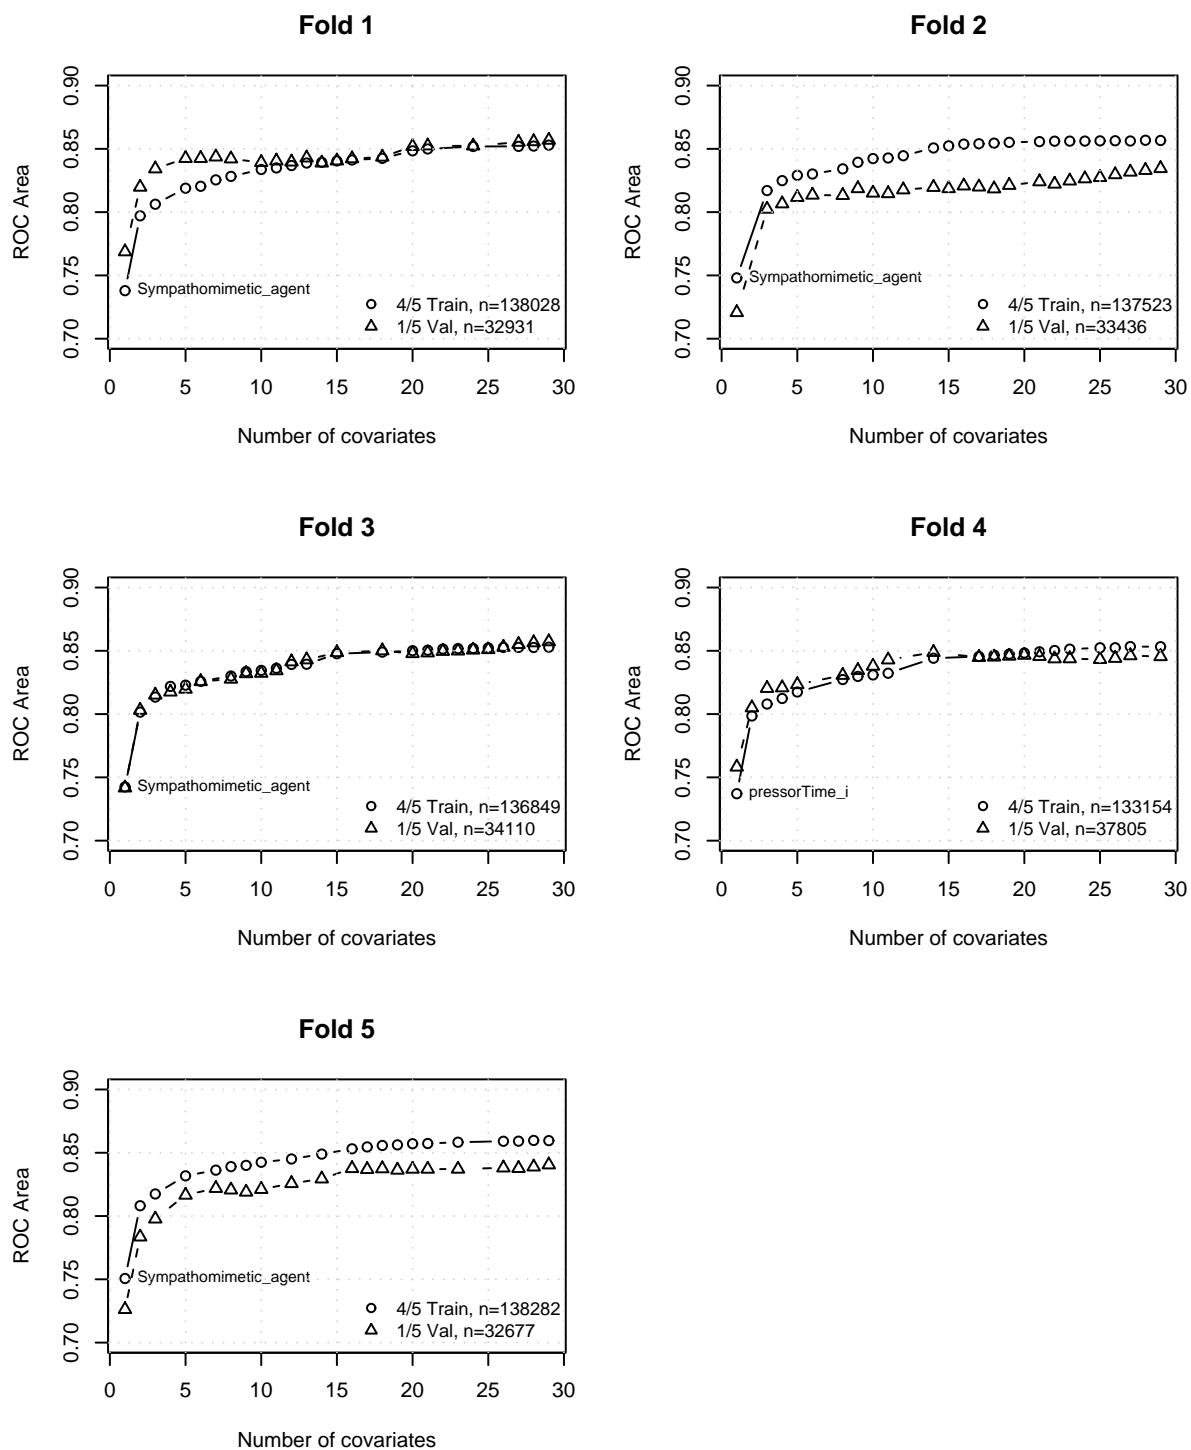 Fold 1
ROC Area
0.90
0.85
0.80
0.75
0.70
Sympathomimetic_agent
4/5 Train, n=138028
1/5 Val, n=32931
0 5 10 15 20 25 30
Number of covariates
Fold 2
ROC Area
0.90
0.85
0.80
0.75
0.70
Sympathomimetic_agent
4/5 Train, n=137523
1/5 Val, n=33436
0 5 10 15 20 25 30
Number of covariates
Fold 3
ROC Area
0.90
0.85
0.80
0.75
0.70
Sympathomimetic_agent
4/5 Train, n=136849
1/5 Val, n=34110
0 5 10 15 20 25 30
Number of covariates
Fold 4
ROC Area
0.90
0.85
0.80
0.75
0.70
pressorTime_i
4/5 Train, n=133154
1/5 Val, n=37805
0 5 10 15 20 25 30
Number of covariates
Fold 5
ROC Area
0.90
0.85
0.80
0.75
0.70
Sympathomimetic_agent
4/5 Train, n=138282
1/5 Val, n=32677
0 5 10 15 20 25 30
Number of covariates